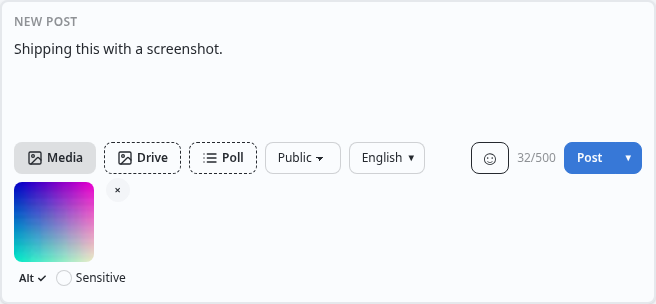 NEW POST
Shipping this with a screenshot.
Media Drive Poll Public English 32/500 Post
Alt Sensitive